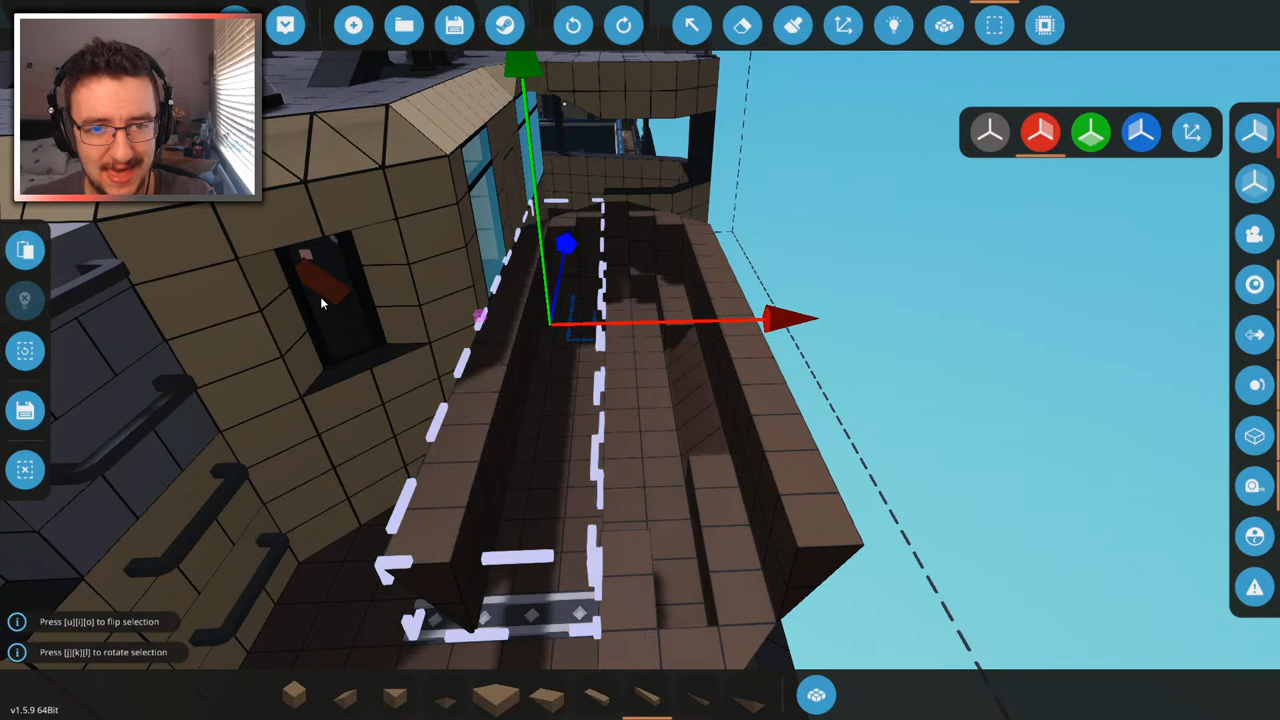 Press [u][i][o] to flip selection
Press [j][k][l] to rotate selection
v1.5.9 64Bit